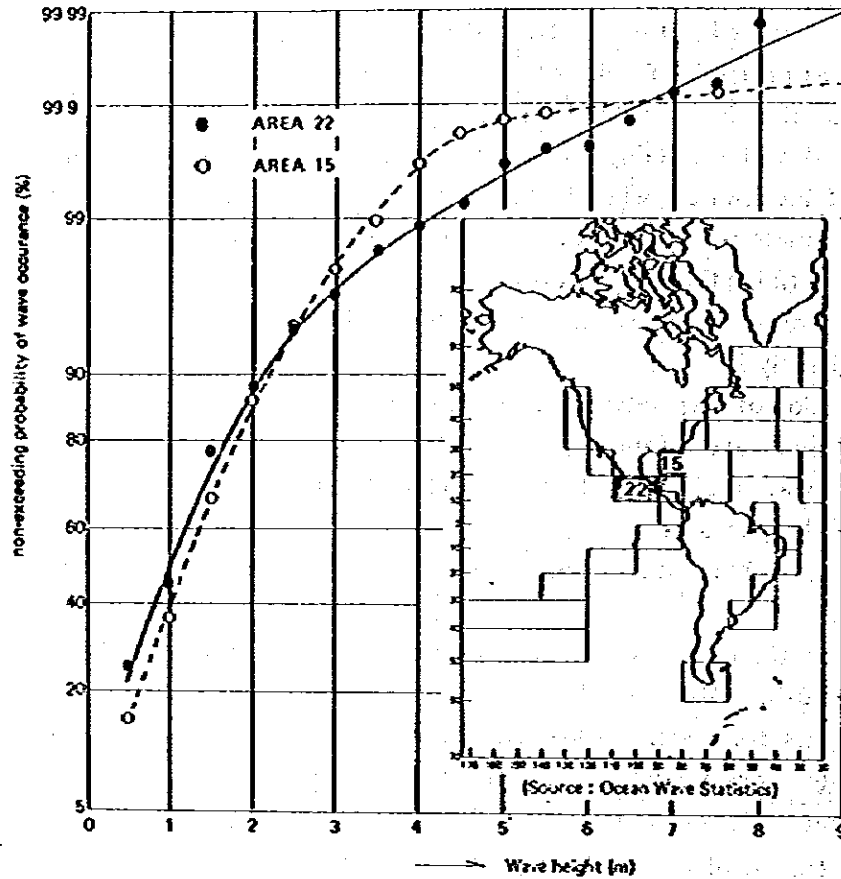 99 99
99.9
99
90
80
60
40
20
5
non-exceeding probability of wave occurance (%)
● AREA 22
○ AREA 15
15
22
(Source : Ocean Wave Statistics)
0 1 2 3 4 5 6 7 8 9
Wave height (m)